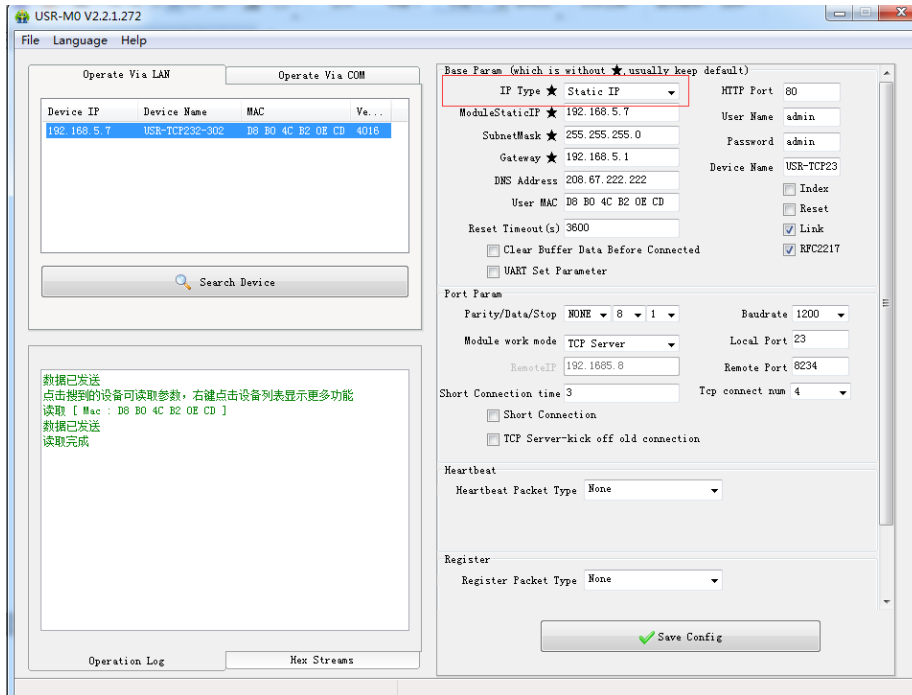 USR-M0 V2.2.1.272
File Language Help
Operate Via LAN
Operate Via COM
Device IP Device Name MAC Ve...
192.168.5.7 USR-TCP232-302 D8 B0 4C B2 0E CD 4016
Search Device
数据已发送
点击搜到的设备可读取参数，右键点击设备列表显示更多功能
读取 [ Mac : D8 B0 4C B2 0E CD ]
数据已发送
读取完成
Operation Log
Hex Streams
Base Param (which is without ★,usually keep default)
IP Type ★ Static IP
HTTP Port 80
ModuleStaticIP ★ 192.168.5.7
User Name admin
SubnetMask ★ 255.255.255.0
Password admin
Gateway ★ 192.168.5.1
Device Name USR-TCP23
DNS Address 208.67.222.222
Index
User MAC D8 B0 4C B2 0E CD
Reset
Reset Timeout(s) 3600
Link
Clear Buffer Data Before Connected
RFC2217
UART Set Parameter
Port Param
Parity/Data/Stop NONE 8 1
Baudrate 1200
Module work mode TCP Server
Local Port 23
RemoteIP 192.1685.8
Remote Port 8234
Short Connection time 3
Tcp connect num 4
Short Connection
TCP Server-kick off old connection
Heartbeat
Heartbeat Packet Type None
Register
Register Packet Type None
Save Config